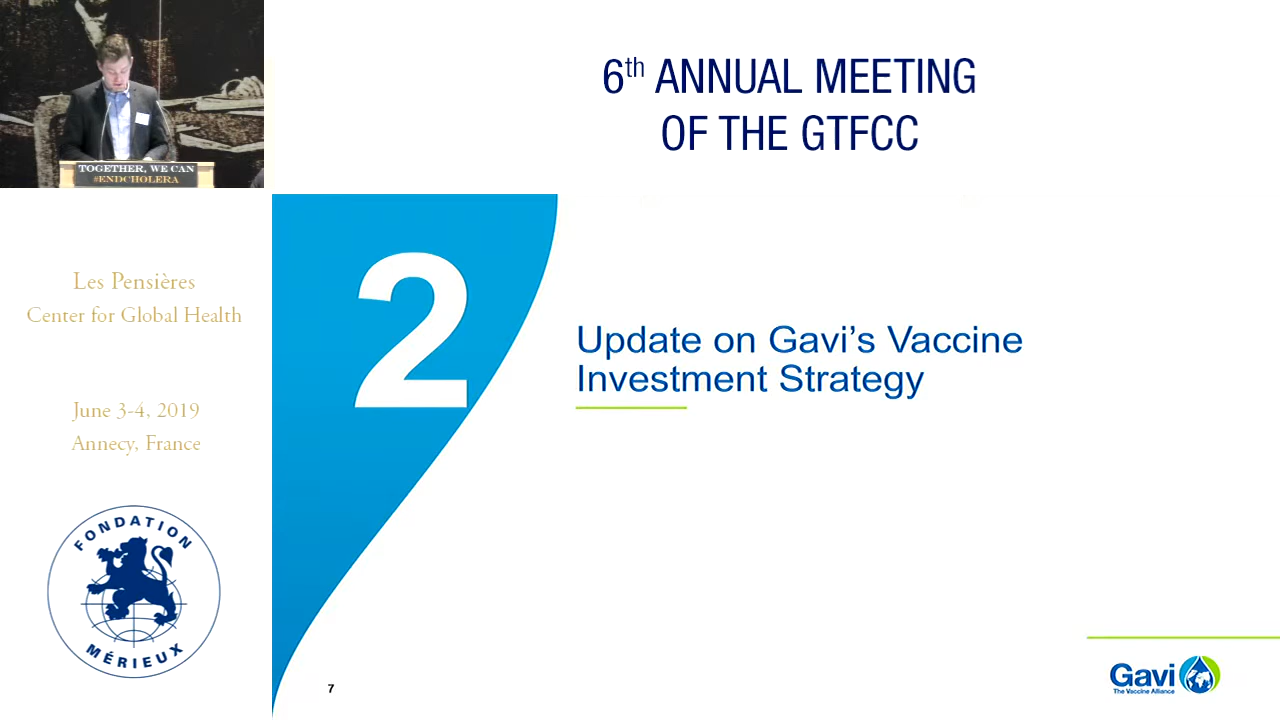 6th ANNUAL MEETING
OF THE GTFCC
TOGETHER, WE CAN
#ENDCHOLERA
Les Pensières
Center for Global Health
June 3-4, 2019
Annecy, France
FONDATION
MÉRIEUX
2
Update on Gavi's Vaccine
Investment Strategy
7
Gavi
The Vaccine Alliance